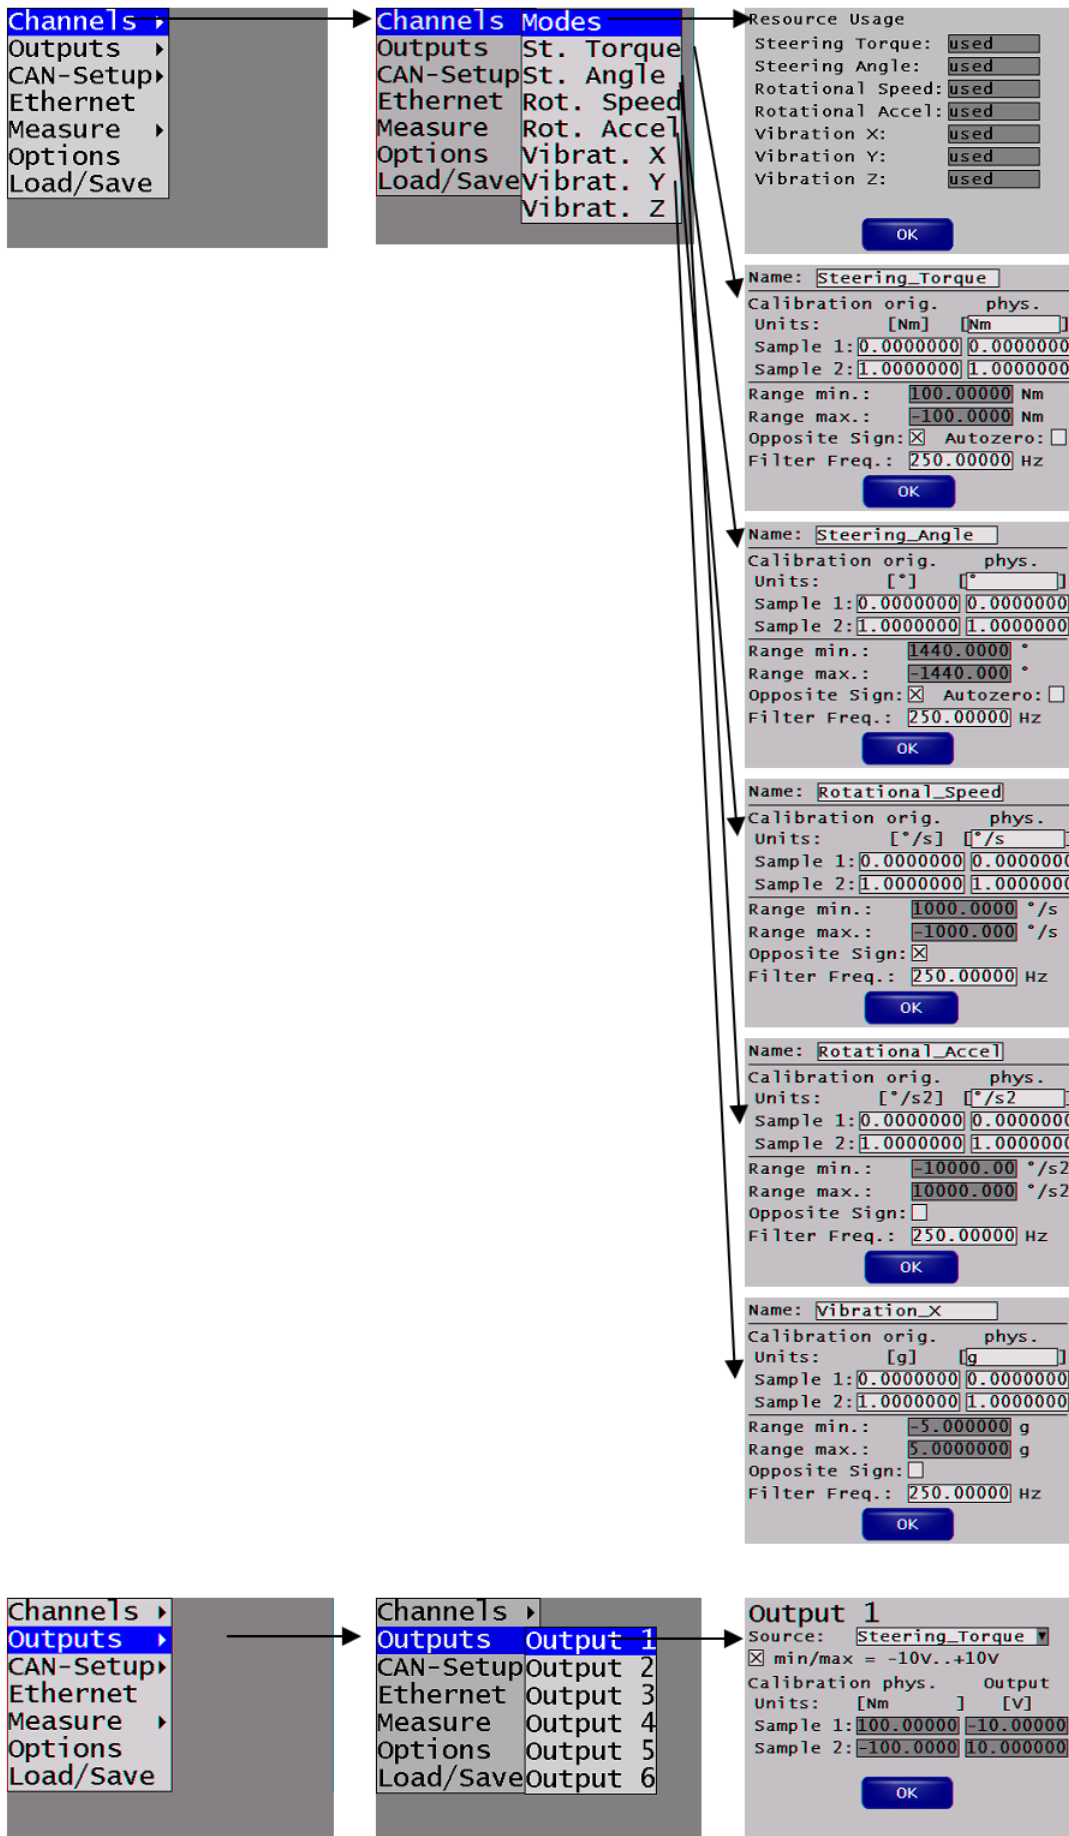 Channels
Outputs
CAN-Setup
Ethernet
Measure
Options
Load/Save
Channels
Outputs
CAN-Setup
Ethernet
Measure
Options
Load/Save
Modes
St. Torque
St. Angle
Rot. Speed
Rot. Accel
Vibrat. X
Vibrat. Y
Vibrat. Z
Resource Usage
Steering Torque: used
Steering Angle: used
Rotational Speed: used
Rotational Accel: used
Vibration X: used
Vibration Y: used
Vibration Z: used
OK
Name: Steering_Torque
Calibration orig. phys.
Units: [Nm] [Nm ]
Sample 1: 0.0000000 0.0000000
Sample 2: 1.0000000 1.0000000
Range min.: 100.00000 Nm
Range max.: -100.0000 Nm
Opposite Sign: Autozero:
Filter Freq.: 250.00000 Hz
OK
Name: Steering_Angle
Calibration orig. phys.
Units: [°] [° ]
Sample 1: 0.0000000 0.0000000
Sample 2: 1.0000000 1.0000000
Range min.: 1440.0000 °
Range max.: -1440.000 °
Opposite Sign: Autozero:
Filter Freq.: 250.00000 Hz
OK
Name: Rotational_Speed
Calibration orig. phys.
Units: [°/s] [°/s ]
Sample 1: 0.0000000 0.0000000
Sample 2: 1.0000000 1.0000000
Range min.: 1000.0000 °/s
Range max.: -1000.000 °/s
Opposite Sign:
Filter Freq.: 250.00000 Hz
OK
Name: Rotational_Accel
Calibration orig. phys.
Units: [°/s2] [°/s2 ]
Sample 1: 0.0000000 0.0000000
Sample 2: 1.0000000 1.0000000
Range min.: -10000.00 °/s2
Range max.: 10000.000 °/s2
Opposite Sign:
Filter Freq.: 250.00000 Hz
OK
Name: Vibration_X
Calibration orig. phys.
Units: [g] [g ]
Sample 1: 0.0000000 0.0000000
Sample 2: 1.0000000 1.0000000
Range min.: -5.000000 g
Range max.: 5.0000000 g
Opposite Sign:
Filter Freq.: 250.00000 Hz
OK
Channels
Outputs
CAN-Setup
Ethernet
Measure
Options
Load/Save
Channels
Outputs
CAN-Setup
Ethernet
Measure
Options
Load/Save
Output 1
Output 2
Output 3
Output 4
Output 5
Output 6
Output 1
Source: Steering_Torque
min/max = -10V..+10V
Calibration phys. Output
Units: [Nm ] [V]
Sample 1: 100.00000 -10.00000
Sample 2: -100.0000 10.000000
OK